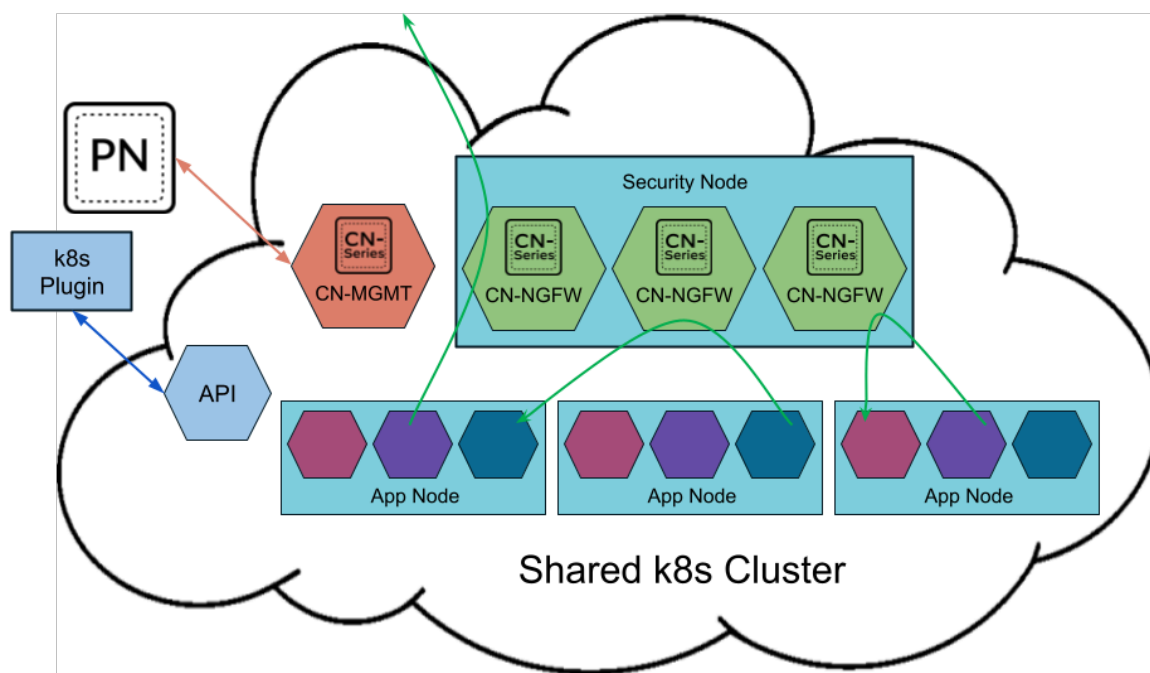 PN
Security Node
CN-
Series
CN-MGMT
CN-
Series
CN-NGFW
CN-
Series
CN-NGFW
CN-
Series
CN-NGFW
k8s
Plugin
API
App Node
App Node
App Node
Shared k8s Cluster